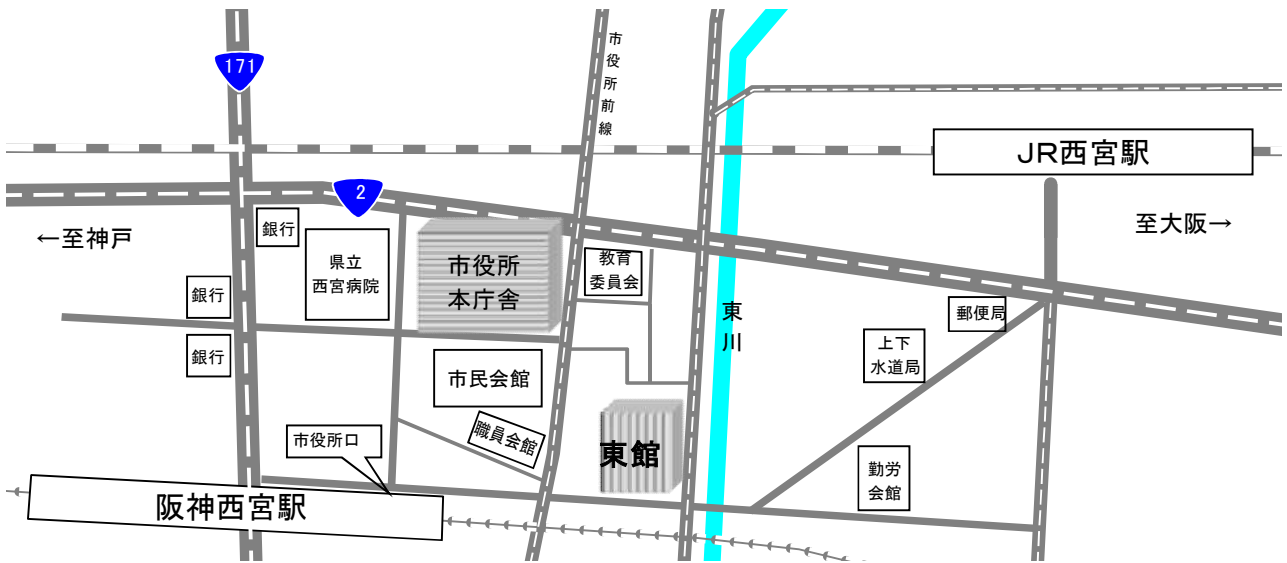 171
市役所前線
JR西宮駅
2
←至神戸
至大阪→
銀行
県立
西宮病院
市役所
本庁舎
教育
委員会
銀行
東川
郵便局
銀行
上下
水道局
市民会館
職員会館
市役所口
東館
勤労
会館
阪神西宮駅